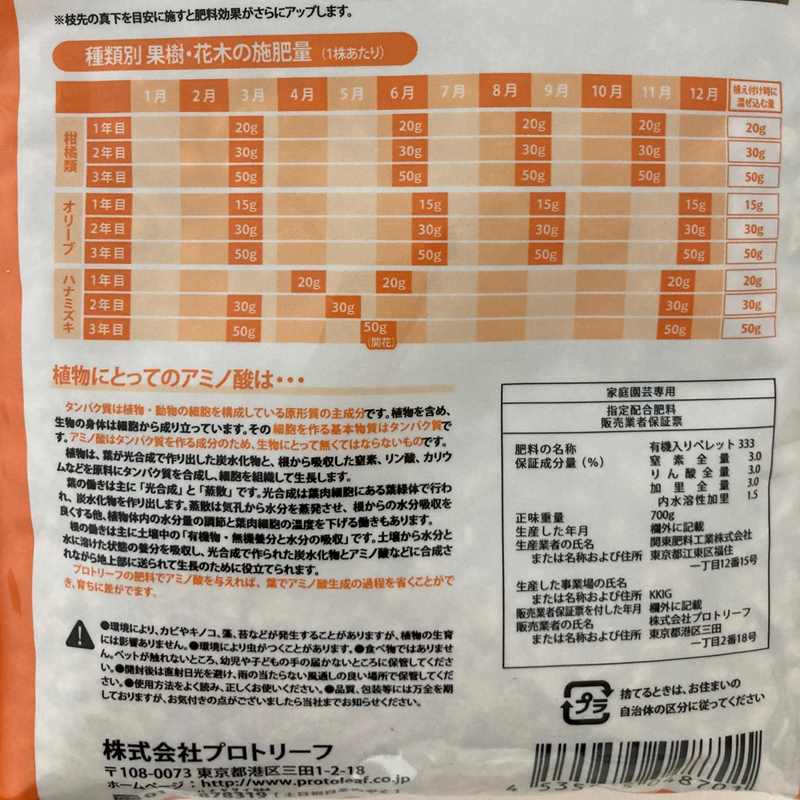 ※枝先の真下を目安に施すと肥料効果がさらにアップします。
種類別 果樹・花木の施肥量（1株あたり）
1月 2月 3月 4月 5月 6月 7月 8月 9月 10月 11月 12月 植え付け時に混ぜ込む量
柑橘類
1年目 20g 20g 20g 20g 20g
2年目 30g 30g 30g 30g 30g
3年目 50g 50g 50g 50g 50g
オリーブ
1年目 15g 15g 15g 15g
2年目 30g 30g 30g 30g
3年目 50g 50g 50g 50g
ハナミズキ
1年目 20g 20g 20g 20g
2年目 30g 30g 30g 30g
3年目 50g 50g 50g 50g
(開花)
植物にとってのアミノ酸は・・・
タンパク質は植物・動物の細胞を構成している原形質の主成分です。植物を含め、
生物の身体は細胞から成り立っています。その細胞を作る基本物質はタンパク質で
す。アミノ酸はタンパク質を作る成分のため、生物にとって無くてはならないものです。
植物は、葉が光合成で作り出した炭水化物と、根から吸収した窒素、リン酸、カリウ
ムなどを原料にタンパク質を合成し、細胞を組織して生長します。
葉の働きは主に「光合成」と「蒸散」です。光合成は葉肉細胞にある葉緑体で行わ
れ、炭水化物を作り出します。蒸散は気孔から水分を蒸発させ、根からの水分吸収を
良くする他、植物体内の水分量の調節と葉肉細胞の温度を下げる働きもあります。
根の働きは主に土壌中の「有機物・無機養分と水分の吸収」です。土壌から水分と
水に溶けた状態の養分を吸収し、光合成で作られた炭水化物とアミノ酸などに合成さ
れながら地上部に送られて生長のために役立てられます。
プロトリーフの肥料でアミノ酸を与えれば、葉でアミノ酸生成の過程を省くことがで
き、育ちに差がでます。
●環境により、カビやキノコ、藻、苔などが発生することがありますが、植物の生育
には影響ありません。●環境により虫がつくことがあります。●食べ物ではありませ
ん。ペットが触れないところ、幼児や子どもの手の届かないところに保管してくださ
い。●開封後は直射日光を避け、雨の当たらない風通しの良い場所で保管してくださ
い。●使用方法をよく読み、正しくお使いください。●品質、包装等には万全を期
しておりますが、お気付きの点がございましたら当社までお知らせください。
株式会社プロトリーフ
〒108-0073 東京都港区三田1-2-18
ホームページ：http://www.protoleaf.co.jp
家庭園芸専用
指定配合肥料
販売業者保証票
肥料の名称 有機入りペレット333
保証成分量（%） 窒素全量 3.0
りん酸全量 3.0
加里全量 3.0
内水溶性加里 1.5
正味重量 700g
生産した年月 欄外に記載
生産業者の氏名 関東肥料工業株式会社
または名称および住所 東京都江東区福住
一丁目12番15号
生産した事業場の氏名
または名称および住所 KKIG
販売業者保証票を付した年月 欄外に記載
販売業者の氏名 株式会社プロトリーフ
または名称および住所 東京都港区三田
一丁目2番18号
プラ
捨てるときは、お住まいの
自治体の区分に従ってください